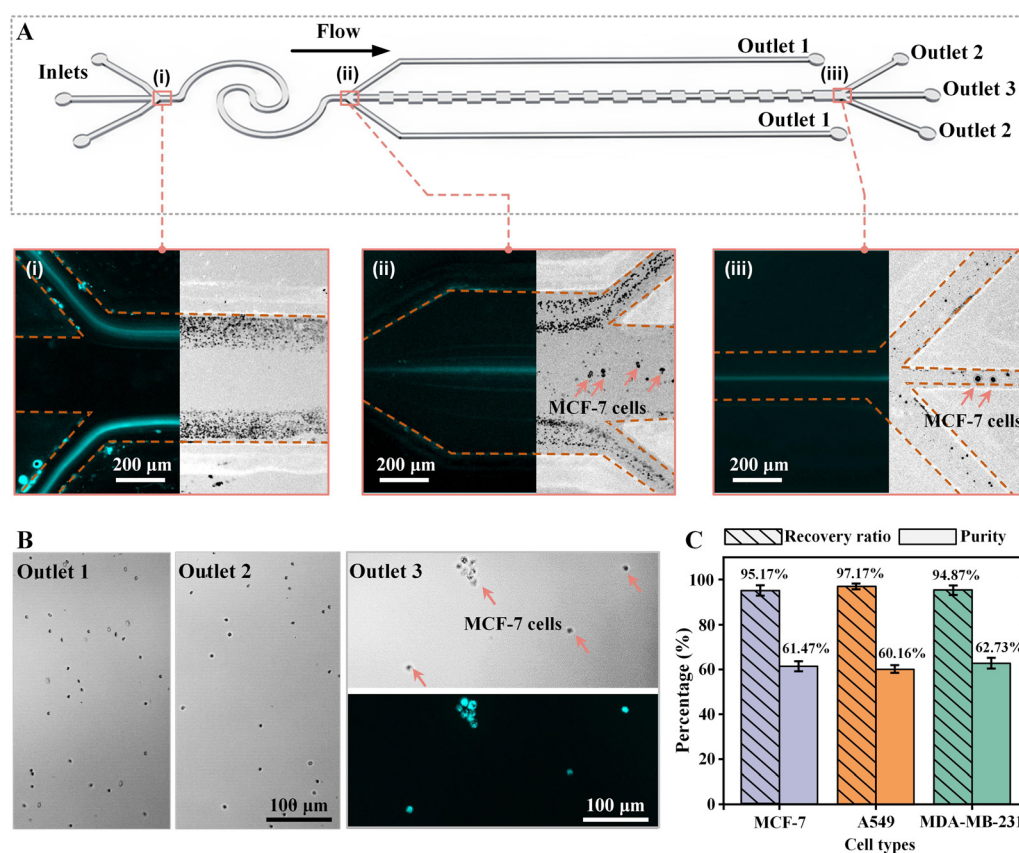 A
Flow
Inlets
(i)
(ii)
(iii)
Outlet 1
Outlet 1
Outlet 2
Outlet 3
Outlet 2
(i)
200 μm
(ii)
MCF-7 cells
200 μm
(iii)
MCF-7 cells
200 μm
B
Outlet 1
Outlet 2
100 μm
Outlet 3
MCF-7 cells
100 μm
C
Recovery ratio
Purity
95.17%
97.17%
94.87%
61.47%
60.16%
62.73%
100
80
60
40
20
0
Percentage (%)
MCF-7
A549
MDA-MB-231
Cell types